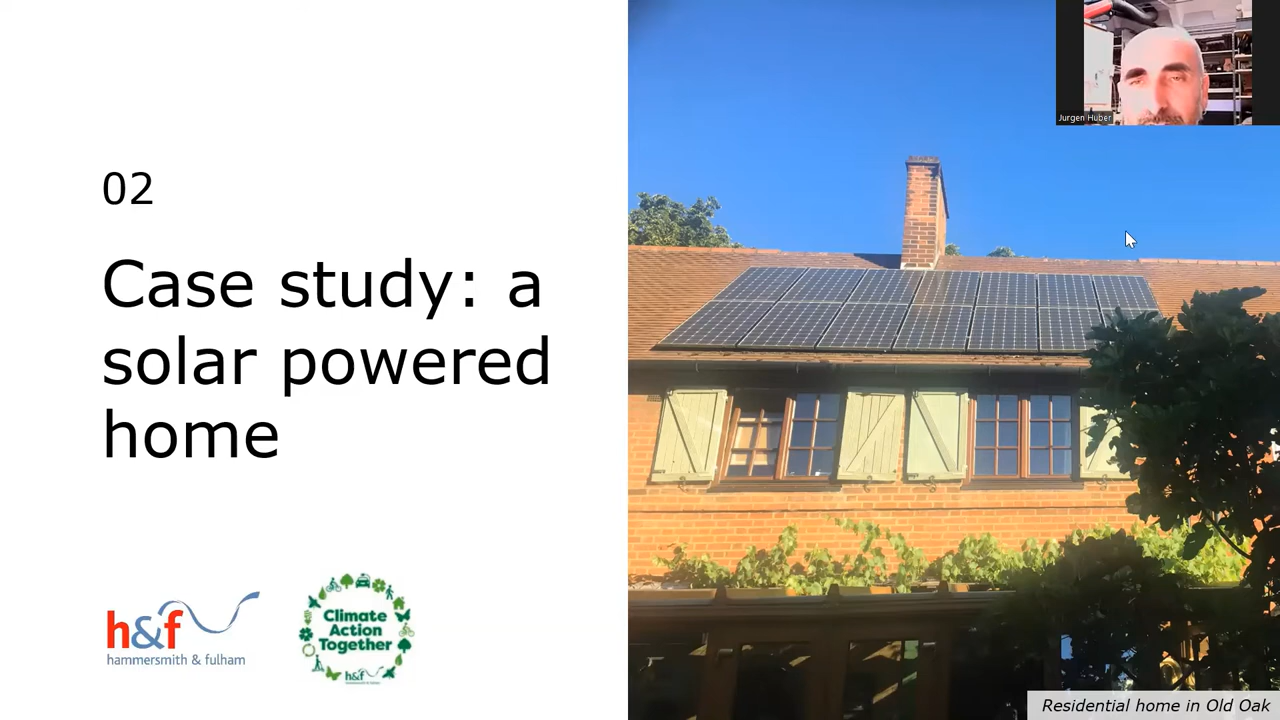 02
Case study: a
solar powered
home
h&f
hammersmith & fulham
Climate
Action
Together
h&f
Jurgen Huber
Residential home in Old Oak